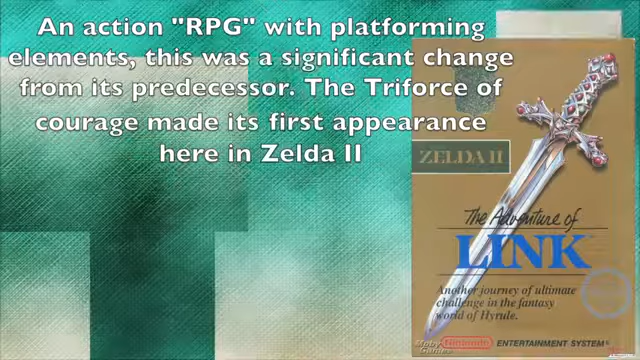 An action "RPG" with platforming
elements, this was a significant change
from its predecessor. The Triforce of
courage made its first appearance
here in Zelda II
ZELDA II
The Adventure of
LINK
Another journey of ultimate
challenge in the fantasy
world of Hyrule.
Moby
Games
Nintendo
ENTERTAINMENT SYSTEM